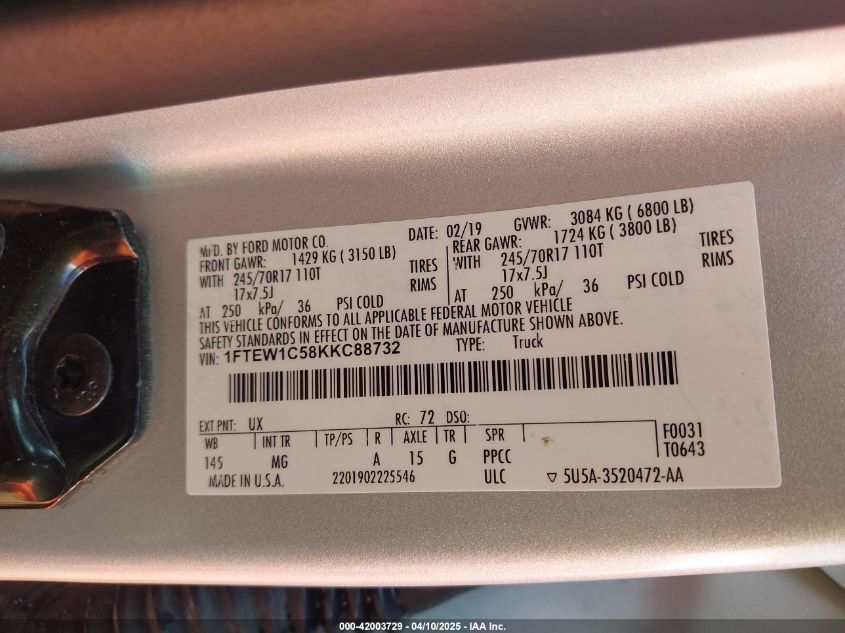 MFD. BY FORD MOTOR CO.
DATE: 02/19 GVWR: 3084 KG ( 6800 LB)
FRONT GAWR: 1429 KG ( 3150 LB)
REAR GAWR: 1724 KG ( 3800 LB)
WITH 245/70R17 110T TIRES
WITH 245/70R17 110T TIRES
17x7.5J RIMS
17x7.5J RIMS
AT 250 kPa/ 36 PSI COLD
AT 250 kPa/ 36 PSI COLD
THIS VEHICLE CONFORMS TO ALL APPLICABLE FEDERAL MOTOR VEHICLE
SAFETY STANDARDS IN EFFECT ON THE DATE OF MANUFACTURE SHOWN ABOVE.
VIN: 1FTEW1C58KKC88732 TYPE: Truck
EXT PNT: UX RC: 72 DSO:
WB INT TR TP/PS R AXLE TR SPR F0031
145 MG A 15 G PPCC T0643
MADE IN U.S.A. 2201902225546 ULC ▽ 5U5A-3520472-AA
000-42003729 - 04/10/2025 - IAA Inc.